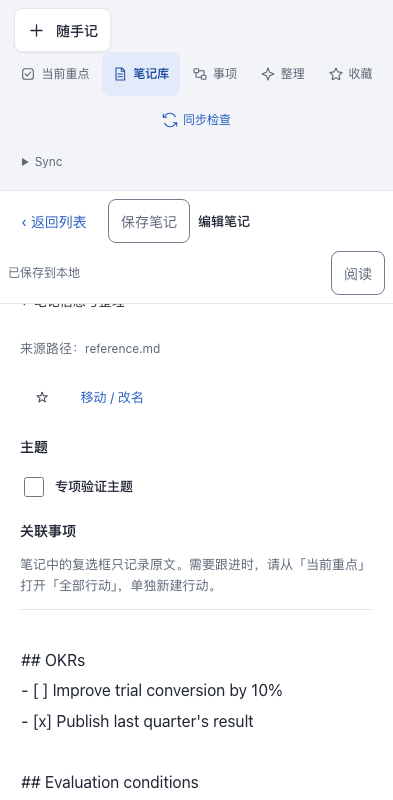 随手记
当前重点 笔记库 事项 整理 收藏
同步检查
Sync
‹ 返回列表 保存笔记 编辑笔记
已保存到本地 阅读
来源路径：reference.md
移动 / 改名
主题
专项验证主题
关联事项
笔记中的复选框只记录原文。需要跟进时，请从「当前重点」
打开「全部行动」，单独新建行动。
## OKRs
- [ ] Improve trial conversion by 10%
- [x] Publish last quarter's result
## Evaluation conditions